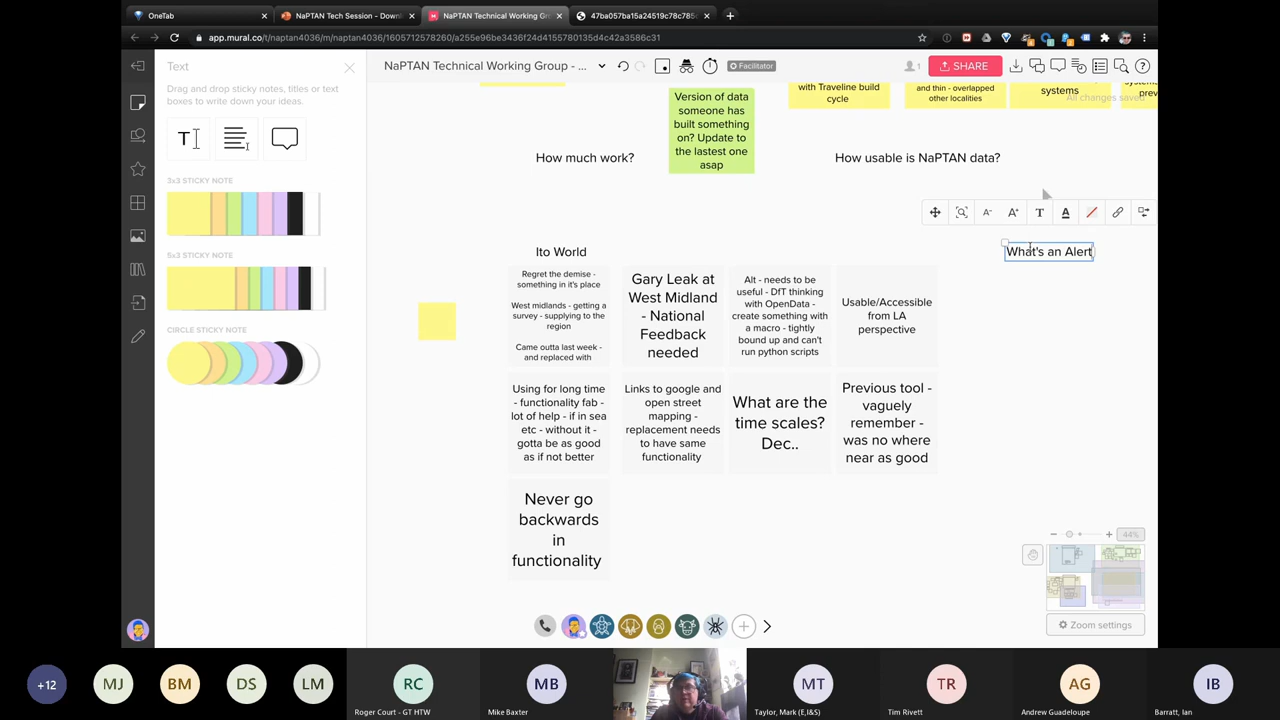 OneTab
NaPTAN Tech Session - Downl
NaPTAN Technical Working Gr
47ba057ba15a24519c78c785
app.mural.co/t/naptan4036/m/naptan4036/1605712578260/a255e96be3436f24d4155780135d4c42a3586c31
Text
Drag and drop sticky notes, titles or text
boxes to write down your ideas.
3x3 STICKY NOTE
5x3 STICKY NOTE
CIRCLE STICKY NOTE
NaPTAN Technical Working Group - ...
Facilitator
1
SHARE
All changes saved
Version of data
someone has
built something
on? Update to
the lastest one
asap
with Traveline build
cycle
and thin - overlapped
other localities
systems
prev
How much work?
How usable is NaPTAN data?
Ito World
What's an Alert
Regret the demise -
something in it's place
West midlands - getting a
survey - supplying to the
region
Came outta last week -
and replaced with
Gary Leak at
West Midland
- National
Feedback
needed
Alt - needs to be
useful - DfT thinking
with OpenData -
create something with
a macro - tightly
bound up and can't
run python scripts
Usable/Accessible
from LA
perspective
Using for long time
- functionality fab -
lot of help - if in sea
etc - without it -
gotta be as good
as if not better
Links to google and
open street
mapping -
replacement needs
to have same
functionality
What are the
time scales?
Dec..
Previous tool -
vaguely
remember -
was no where
near as good
Never go
backwards
in
functionality
44%
Zoom settings
+12
MJ
BM
DS
LM
RC
Roger Court - GT HTW
MB
Mike Baxter
MT
Taylor, Mark (E,I&S)
TR
Tim Rivett
AG
Andrew Guadeloupe
IB
Barratt, Ian